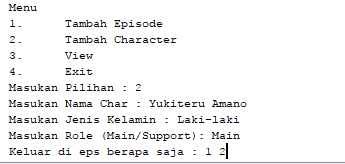 Menu
1. Tambah Episode
2. Tambah Character
3. View
4. Exit
Masukan Pilihan : 2
Masukan Nama Char : Yukiteru Amano
Masukan Jenis Kelamin : Laki-laki
Masukan Role (Main/Support): Main
Keluar di eps berapa saja : 1 2